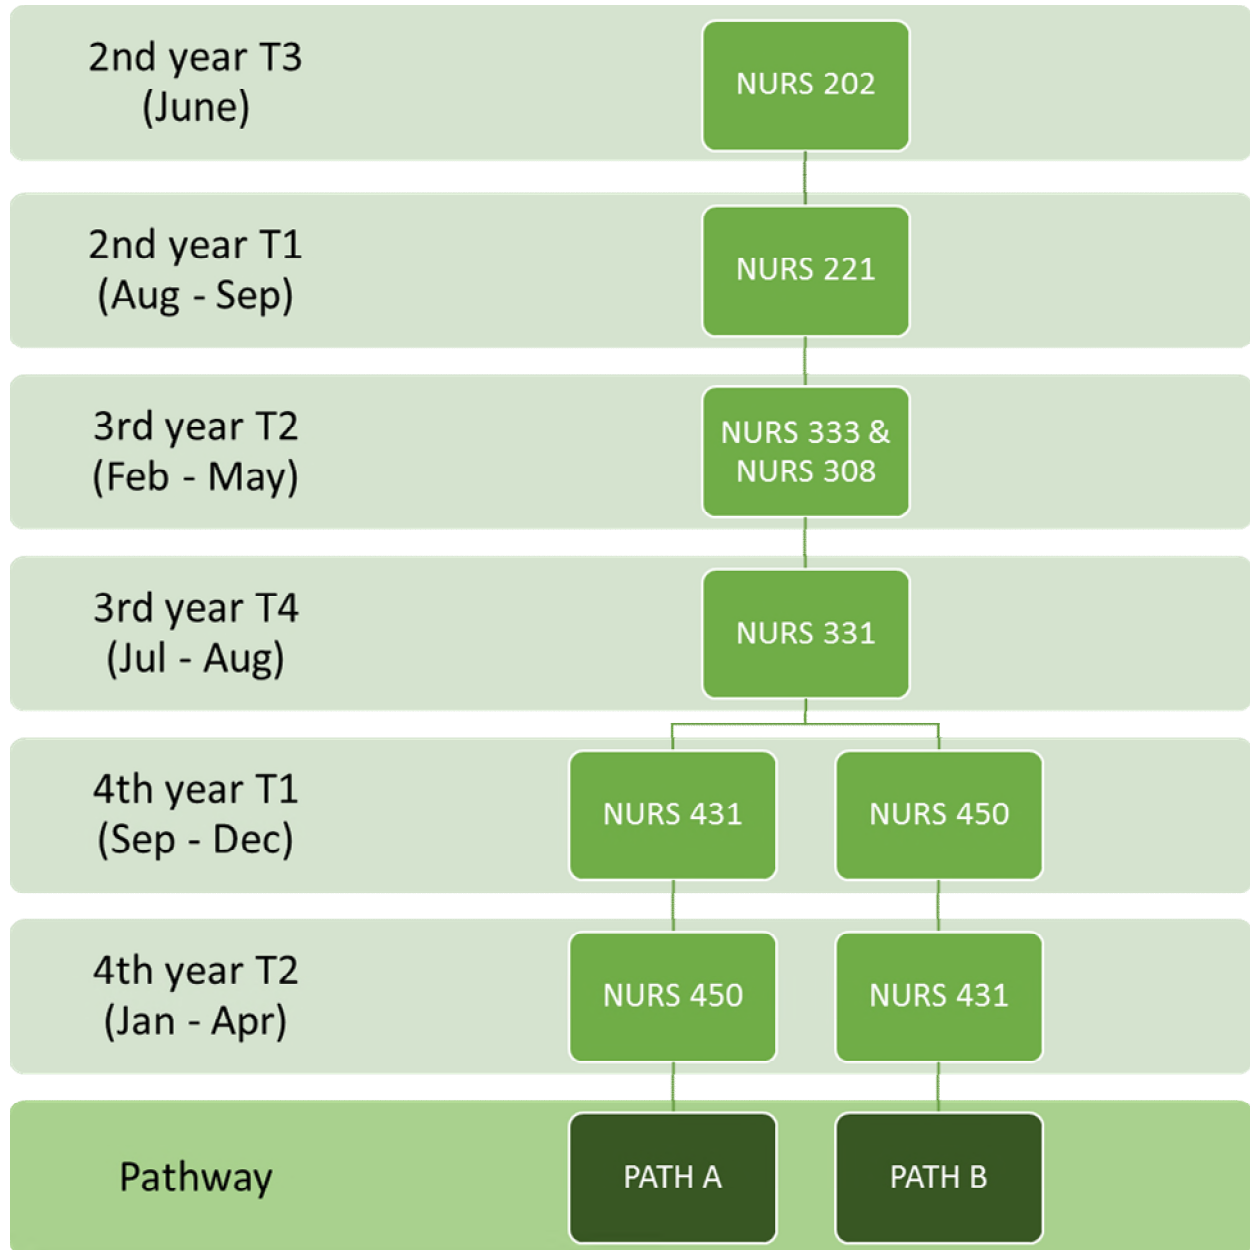 2nd year T3
(June)
NURS 202
2nd year T1
(Aug - Sep)
NURS 221
3rd year T2
(Feb - May)
NURS 333 &
NURS 308
3rd year T4
(Jul - Aug)
NURS 331
4th year T1
(Sep - Dec)
NURS 431
NURS 450
4th year T2
(Jan - Apr)
NURS 450
NURS 431
Pathway
PATH A
PATH B